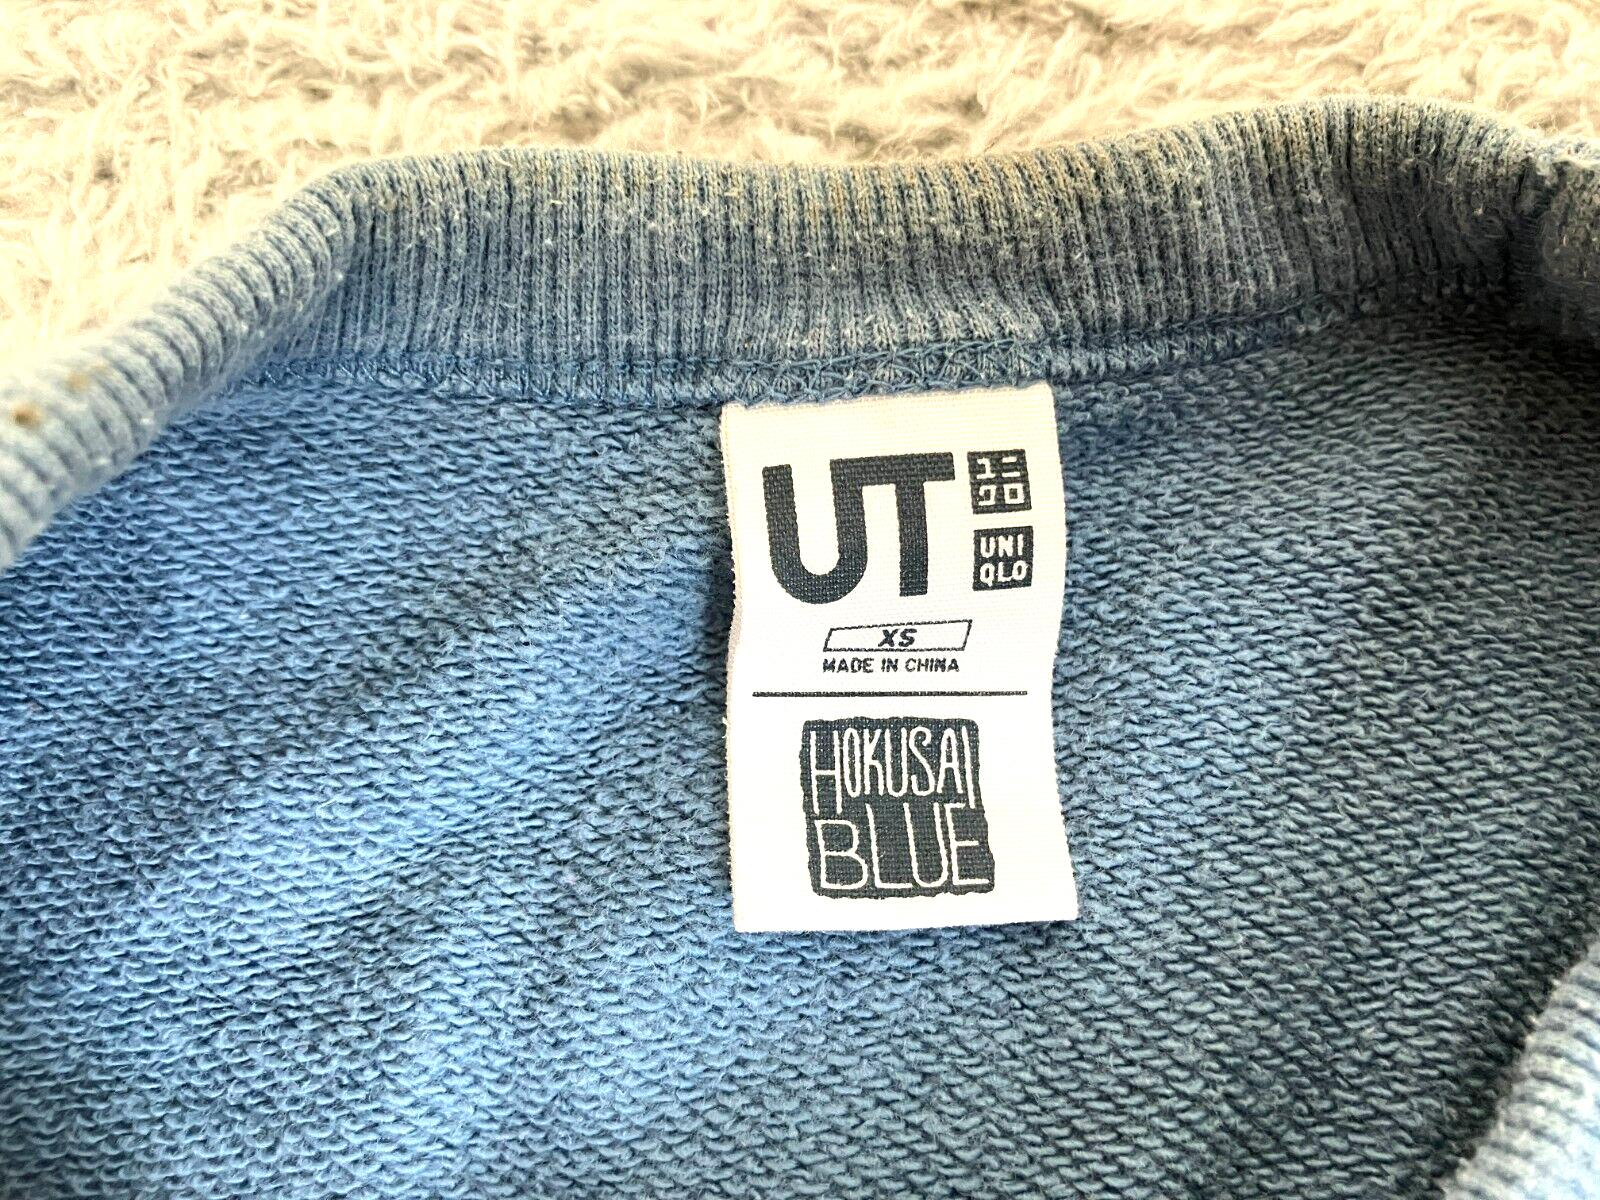 UT
ユニ
クロ
UNI
QLO
XS
MADE IN CHINA
HOKUSAI
BLUE